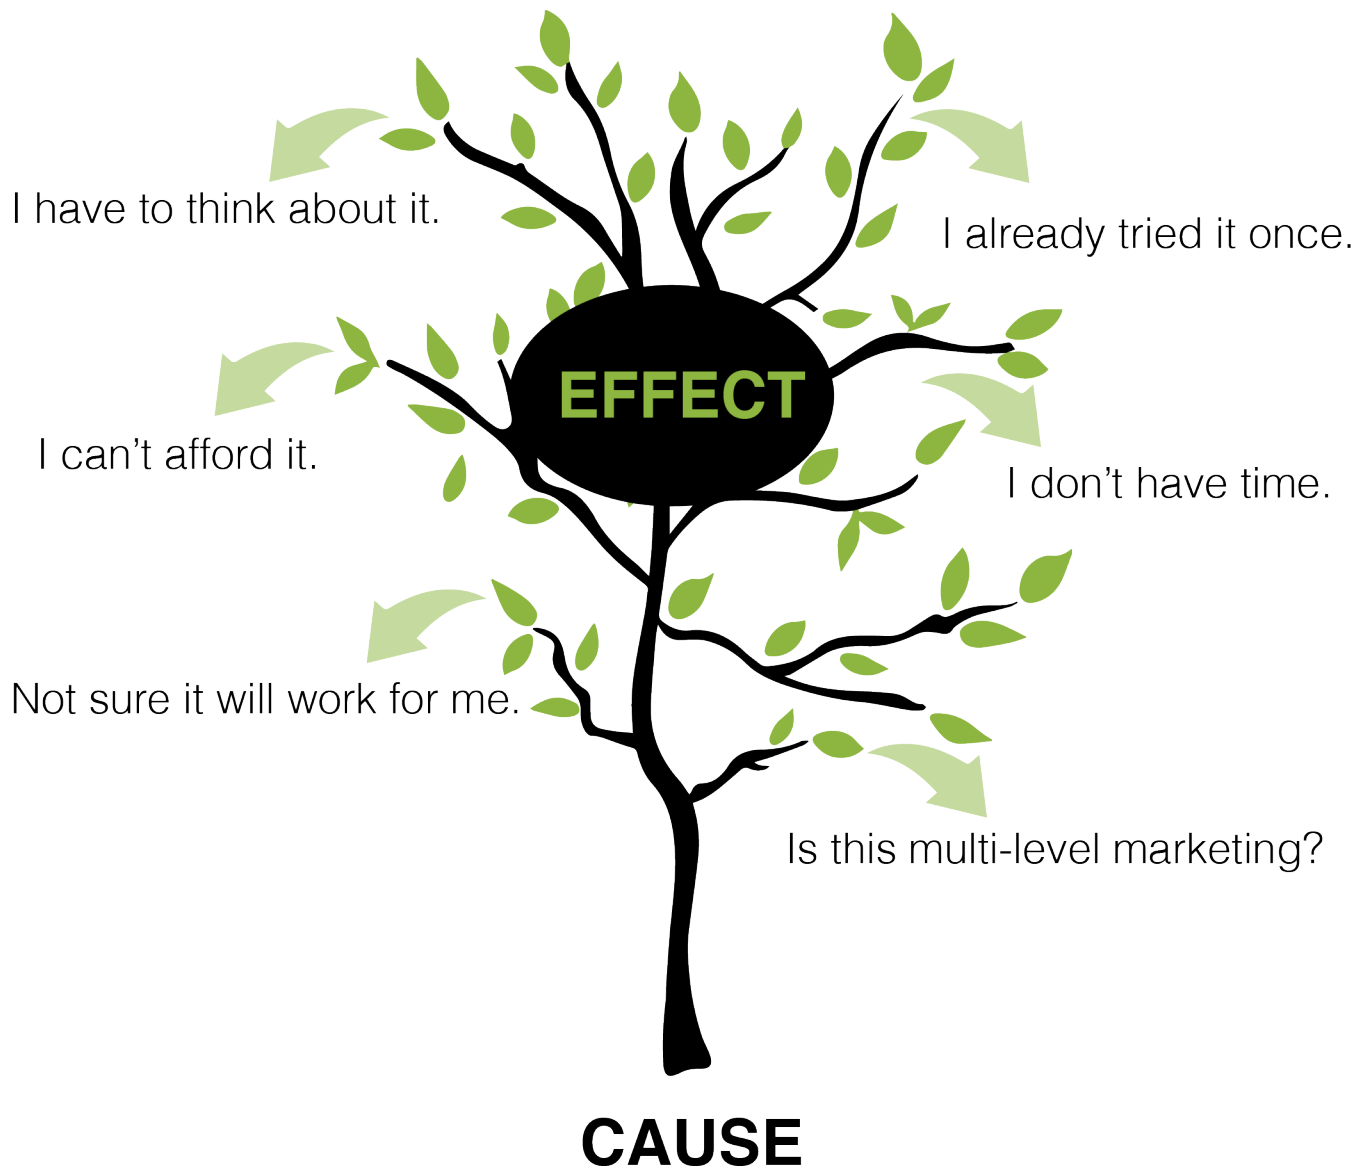 I have to think about it.
I already tried it once.
EFFECT
I can't afford it.
I don't have time.
Not sure it will work for me.
Is this multi-level marketing?
CAUSE